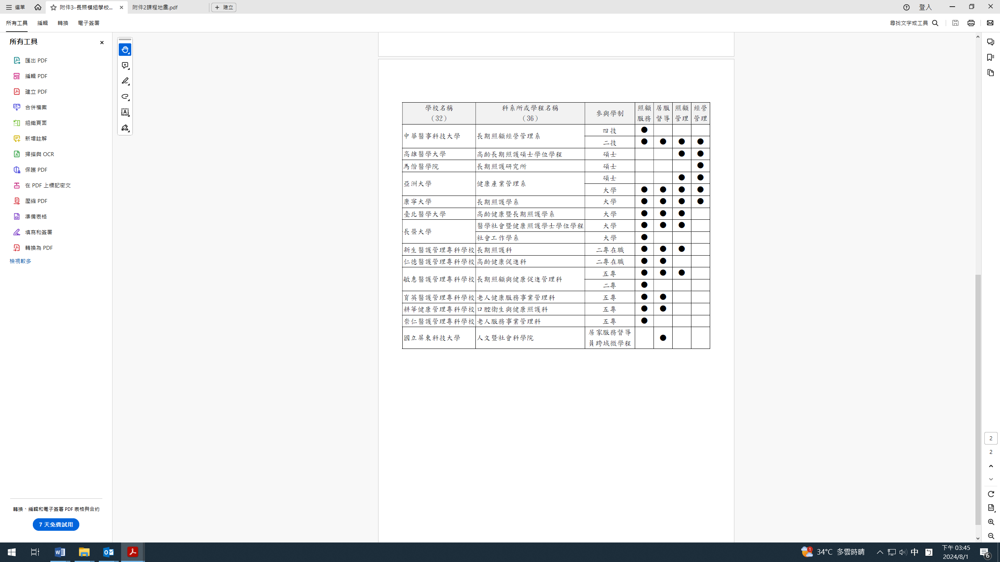 選單
附件3-長照模組學校...
附件2課程地圖.pdf
建立
登入
所有工具
編輯
轉換
電子簽署
尋找文字或工具
所有工具
匯出 PDF
編輯 PDF
建立 PDF
合併檔案
組織頁面
新增註解
掃描與 OCR
保護 PDF
在 PDF 上標記密文
壓縮 PDF
準備表格
填寫和簽署
轉換為 PDF
檢視較多
轉換、編輯和電子簽署 PDF 表格與合約
7 天免費試用
學校名稱（32） 科系所或學程名稱（36） 參與學制 照顧服務 居服督導 照顧管理 經營管理
中華醫事科技大學 長期照顧經營管理系 四技 ●
二技 ● ● ● ●
高雄醫學大學 高齡長期照護碩士學位學程 碩士 ● ●
馬偕醫學院 長期照護研究所 碩士 ●
亞洲大學 健康產業管理系 碩士 ● ●
大學 ● ● ● ●
康寧大學 長期照護學系 大學 ● ● ● ●
臺北醫學大學 高齡健康暨長期照護學系 大學 ● ● ●
長榮大學 醫學社會暨健康照護學士學位學程 大學 ● ● ●
社會工作學系 大學 ●
新生醫護管理專科學校 長期照護科 二專在職 ● ● ●
仁德醫護管理專科學校 高齡健康促進科 二專在職 ● ●
敏惠醫護管理專科學校 長期照顧與健康促進管理科 五專 ● ● ●
二專 ●
育英醫護管理專科學校 老人健康服務事業管理科 五專 ● ●
耕莘健康管理專科學校 口腔衛生與健康照護科 五專 ● ●
崇仁醫護管理專科學校 老人服務事業管理科 五專 ●
國立屏東科技大學 人文暨社會科學院 居家服務督導員跨域微學程 ●
2
2
34°C 多雲時晴
中
ㄅ
下午 03:45
2024/8/1
6